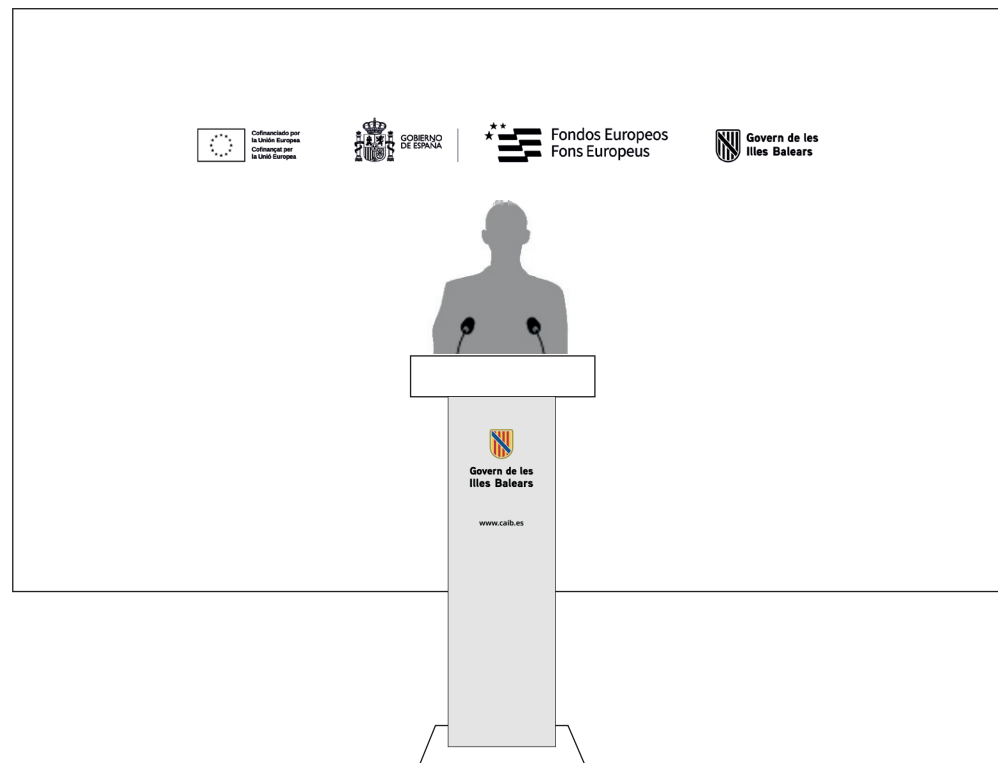 Cofinanciado por
la Unión Europea
Cofinançat per
la Unió Europea
GOBIERNO
DE ESPAÑA
Fondos Europeos
Fons Europeus
Govern de les
Illes Balears
Govern de les
Illes Balears
www.caib.es